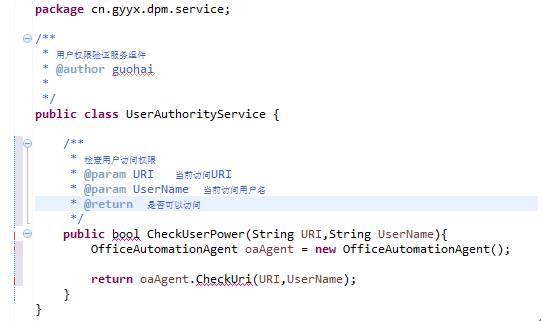 package cn.gyyx.dpm.service;
/**
* 用户权限验证服务组件
* @author guohai
*
*/
public class UserAuthorityService {
/**
* 检查用户访问权限
* @param URI 当前访问URI
* @param UserName 当前访问用户名
* @return 是否可以访问
*/
public bool CheckUserPower(String URI,String UserName){
OfficeAutomationAgent oaAgent = new OfficeAutomationAgent();
return oaAgent.CheckUri(URI,UserName);
}
}